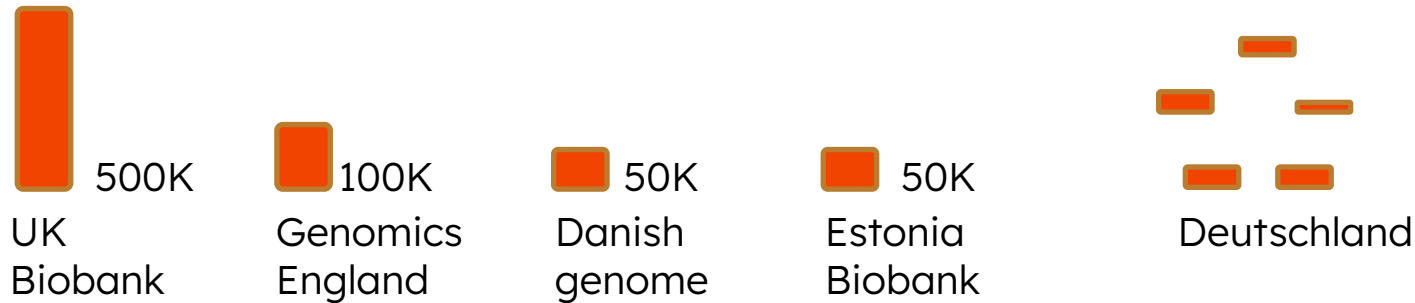 500K
UK
Biobank
100K
Genomics
England
50K
Danish
genome
50K
Estonia
Biobank
Deutschland